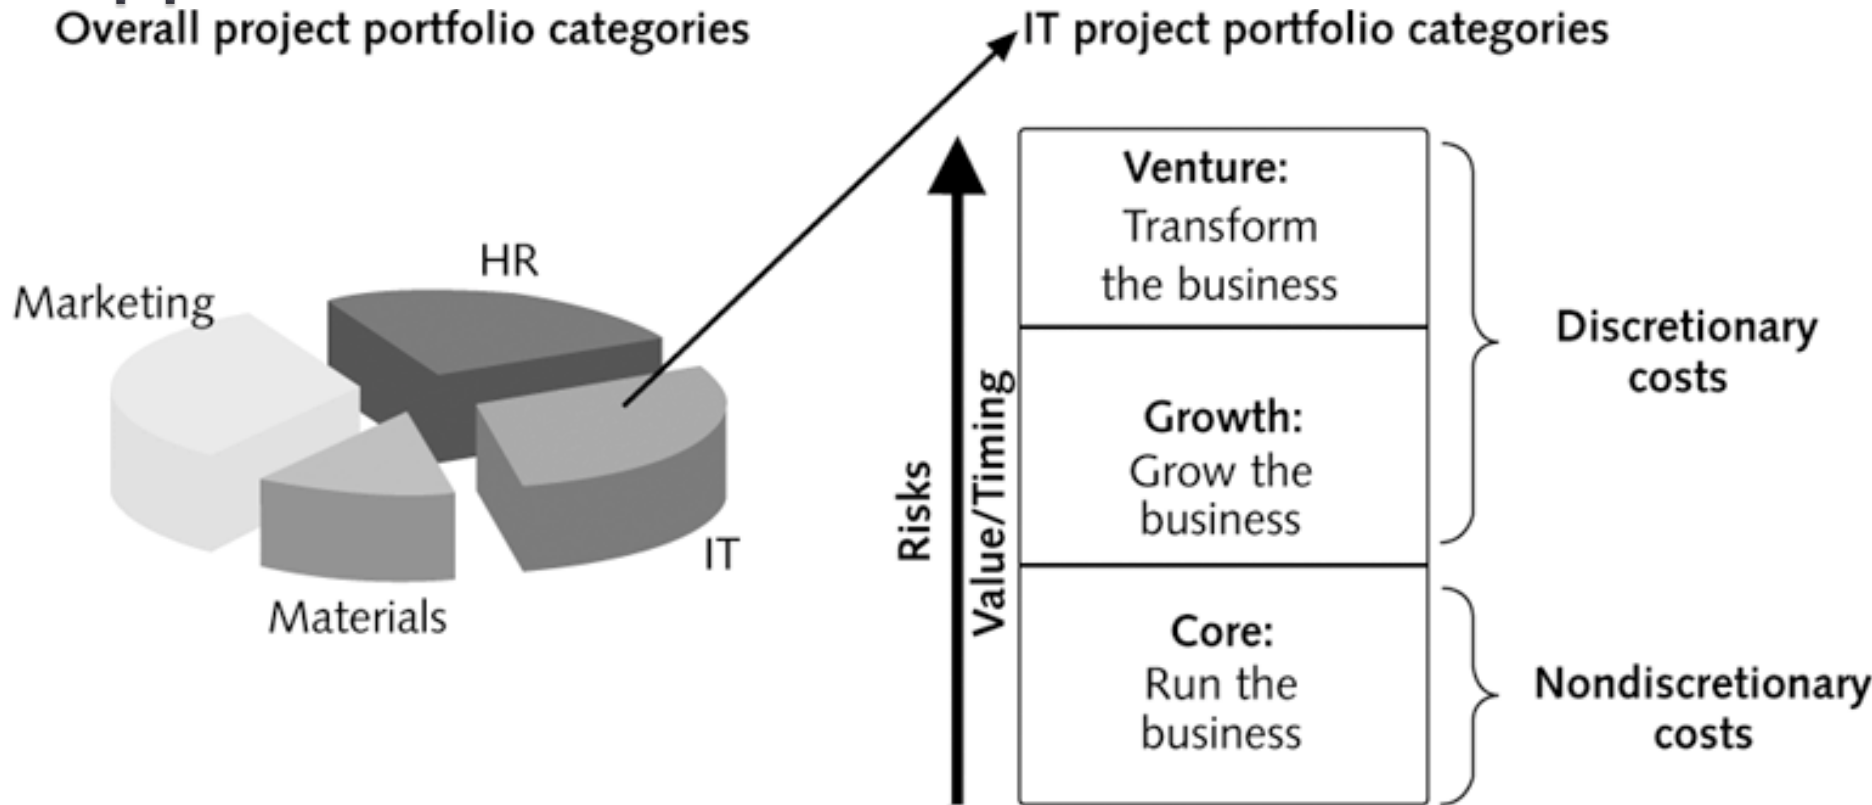 Overall project portfolio categories
IT project portfolio categories
Marketing
HR
Materials
IT
Risks
Value/Timing
Venture:
Transform
the business
Growth:
Grow the
business
Core:
Run the
business
Discretionary
costs
Nondiscretionary
costs